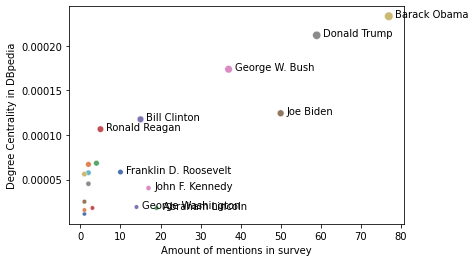 Barack Obama
Donald Trump
George W. Bush
Joe Biden
Bill Clinton
Ronald Reagan
Franklin D. Roosevelt
John F. Kennedy
George Washington
Abraham Lincoln
Degree Centrality in DBpedia
0.00020
0.00015
0.00010
0.00005
0 10 20 30 40 50 60 70 80
Amount of mentions in survey